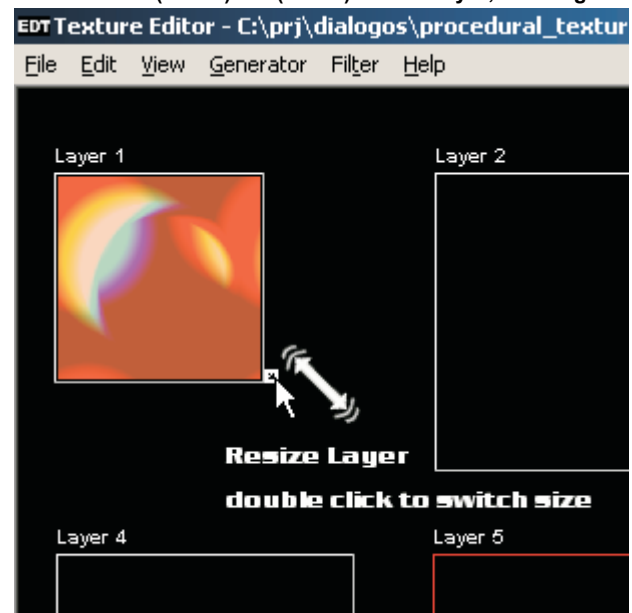 EDT Texture Editor - C:\prj\dialogos\procedural_textur
File Edit View Generator Filter Help
Layer 1
Layer 2
Resize Layer
double click to switch size
Layer 4
Layer 5